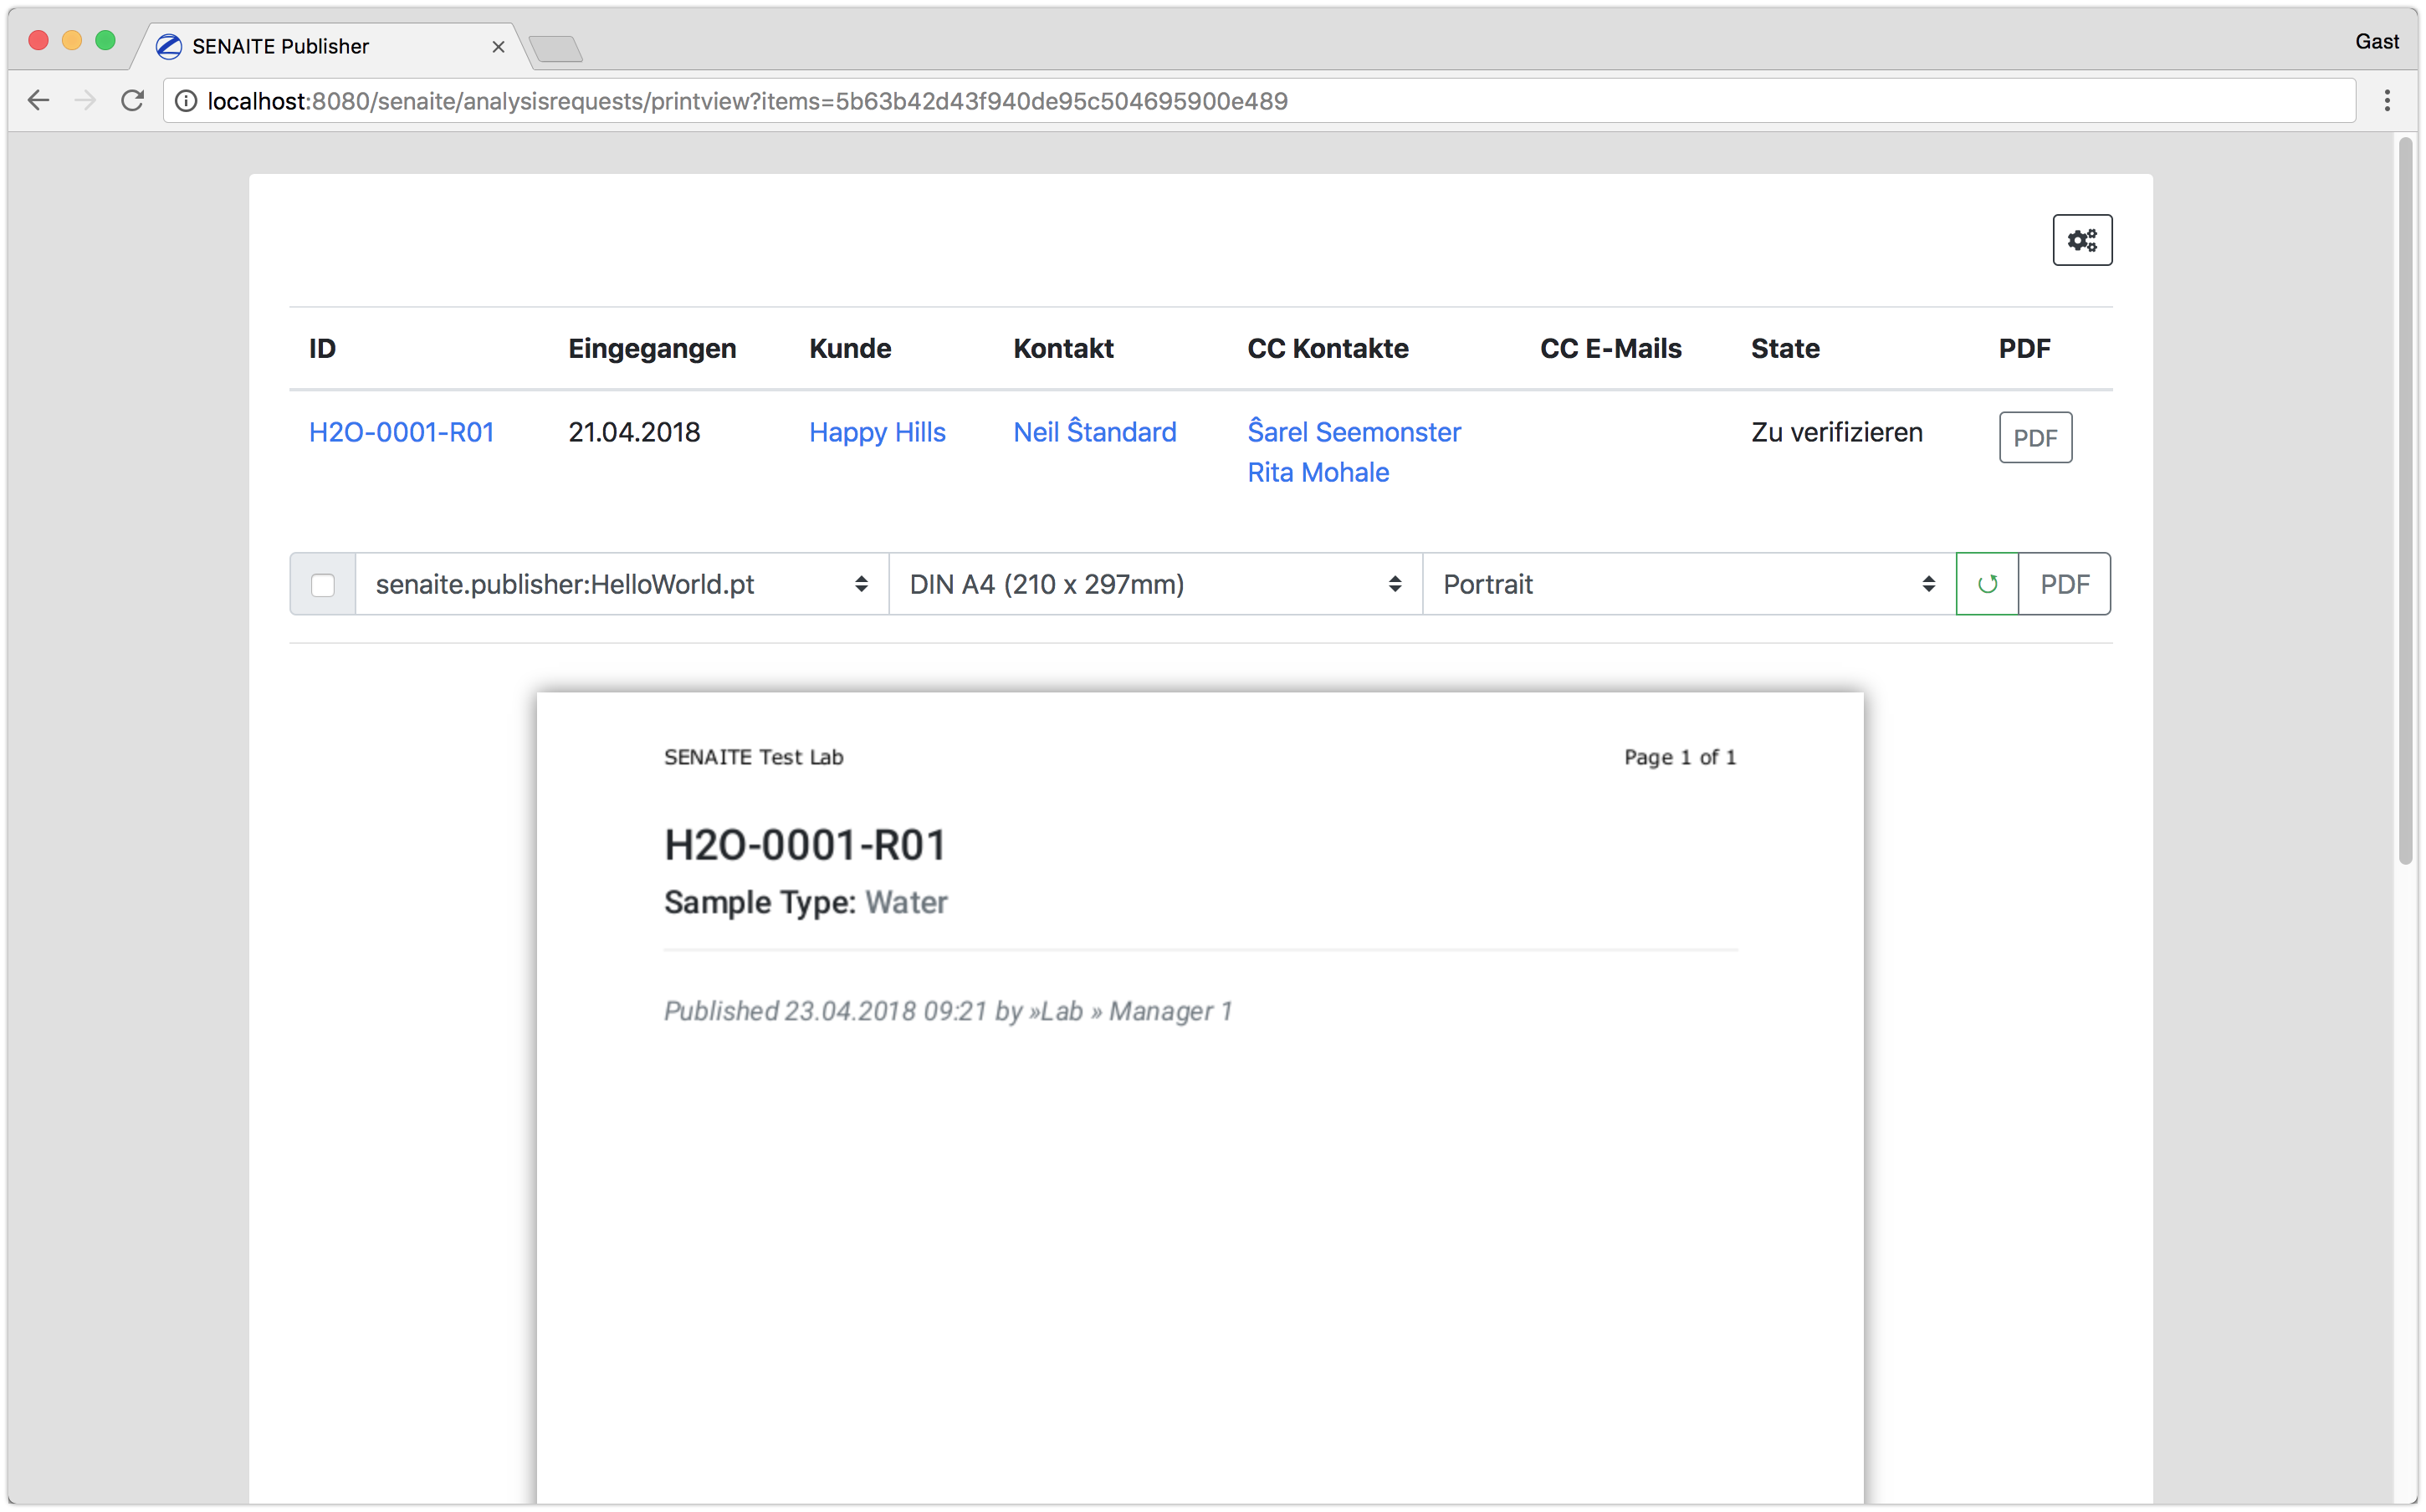 SENAITE Publisher
Gast
localhost:8080/senaite/analysisrequests/printview?items=5b63b42d43f940de95c504695900e489
ID Eingegangen Kunde Kontakt CC Kontakte CC E-Mails State PDF
H2O-0001-R01 21.04.2018 Happy Hills Neil Ŝtandard Ŝarel Seemonster Zu verifizieren PDF
Rita Mohale
senaite.publisher:HelloWorld.pt DIN A4 (210 x 297mm) Portrait PDF
SENAITE Test Lab Page 1 of 1
H2O-0001-R01
Sample Type: Water
Published 23.04.2018 09:21 by »Lab » Manager 1